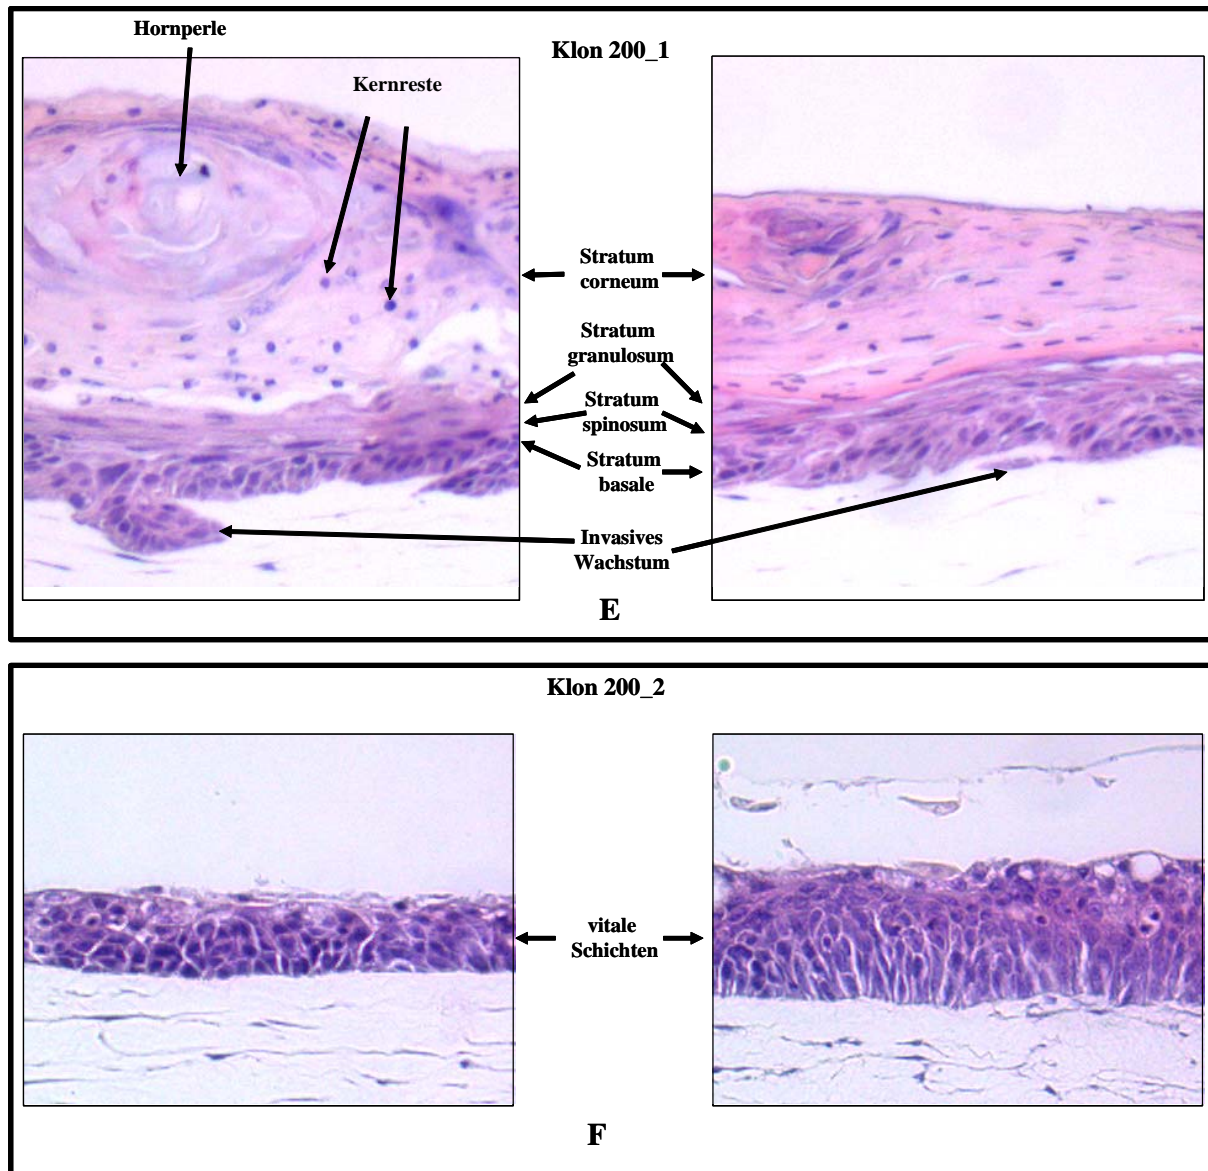 Hornperle
Klon 200_1
Kernreste
Stratum
corneum
Stratum
granulosum
Stratum
spinosum
Stratum
basale
Invasives
Wachstum
E
Klon 200_2
vitale
Schichten
F